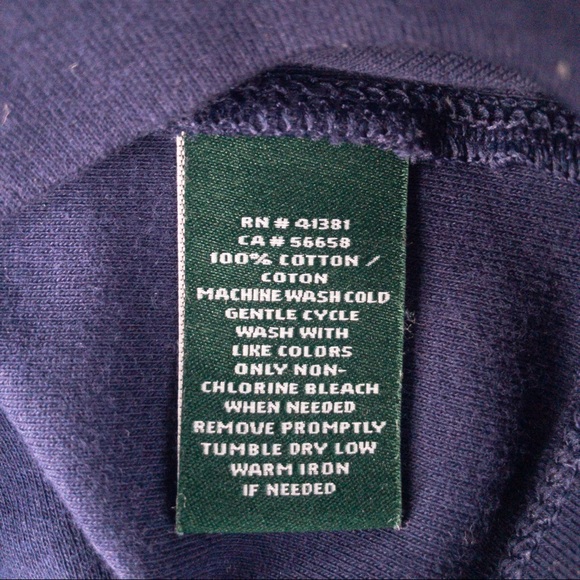 RN # 41381
CA # 56658
100% COTTON /
COTON
MACHINE WASH COLD
GENTLE CYCLE
WASH WITH
LIKE COLORS
ONLY NON-
CHLORINE BLEACH
WHEN NEEDED
REMOVE PROMPTLY
TUMBLE DRY LOW
WARM IRON
IF NEEDED